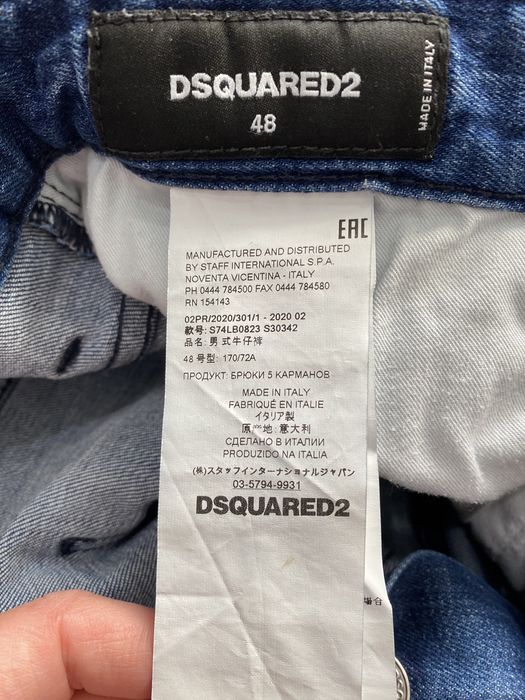 DSQUARED2
48
MADE IN ITALY
EAC
MANUFACTURED AND DISTRIBUTED
BY STAFF INTERNATIONAL S.P.A.
NOVENTA VICENTINA - ITALY
PH 0444 784500 FAX 0444 784580
RN 154143
02PR/2020/301/1 - 2020 02
款号: S74LB0823 S30342
品名: 男式牛仔裤
48 号型: 170/72A
ПРОДУКТ: БРЮКИ 5 КАРМАНОВ
MADE IN ITALY
FABRIQUÉ EN ITALIE
イタリア製
原产地: 意大利
СДЕЛАНО В ИТАЛИИ
PRODUZIDO NA ITALIA
(株)スタッフインターナショナルジャパン
03-5794-9931
DSQUARED2